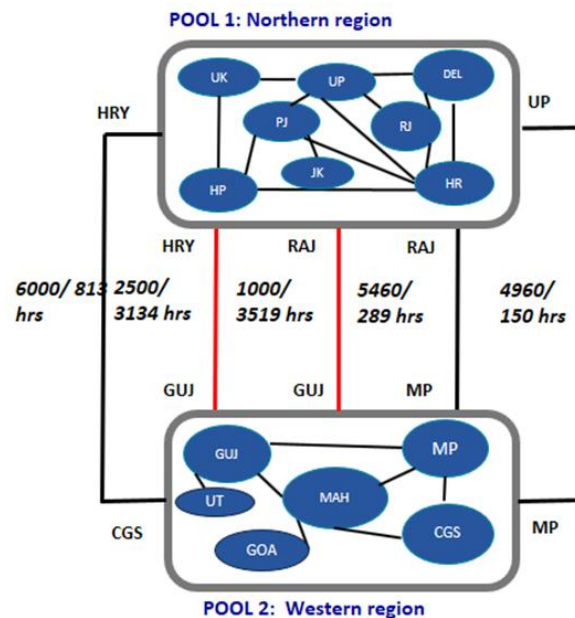 POOL 1: Northern region
UK
UP
DEL
HRY
UP
PJ
RJ
HP
JK
HR
HRY
RAJ
RAJ
6000/ 813
hrs
2500/
3134 hrs
1000/
3519 hrs
5460/
289 hrs
4960/
150 hrs
GUJ
GUJ
MP
GUJ
MP
UT
MAH
CGS
GOA
CGS
MP
POOL 2: Western region